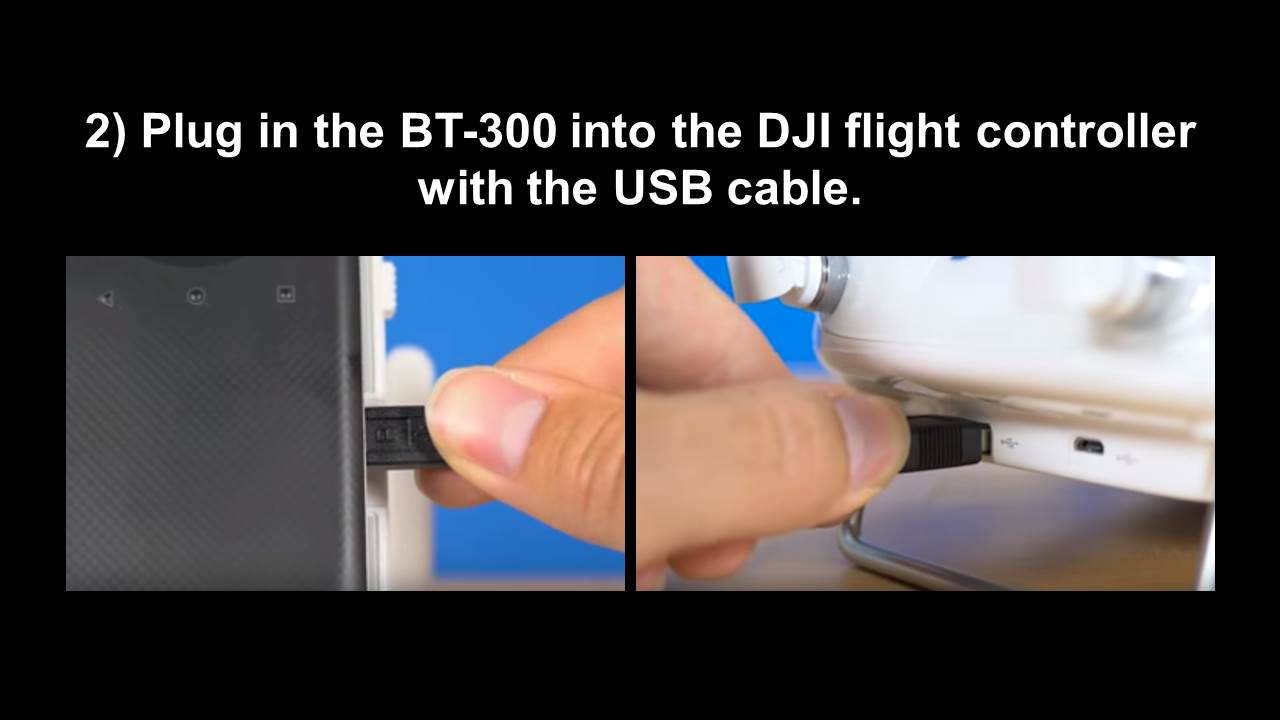 2) Plug in the BT-300 into the DJI flight controller
with the USB cable.